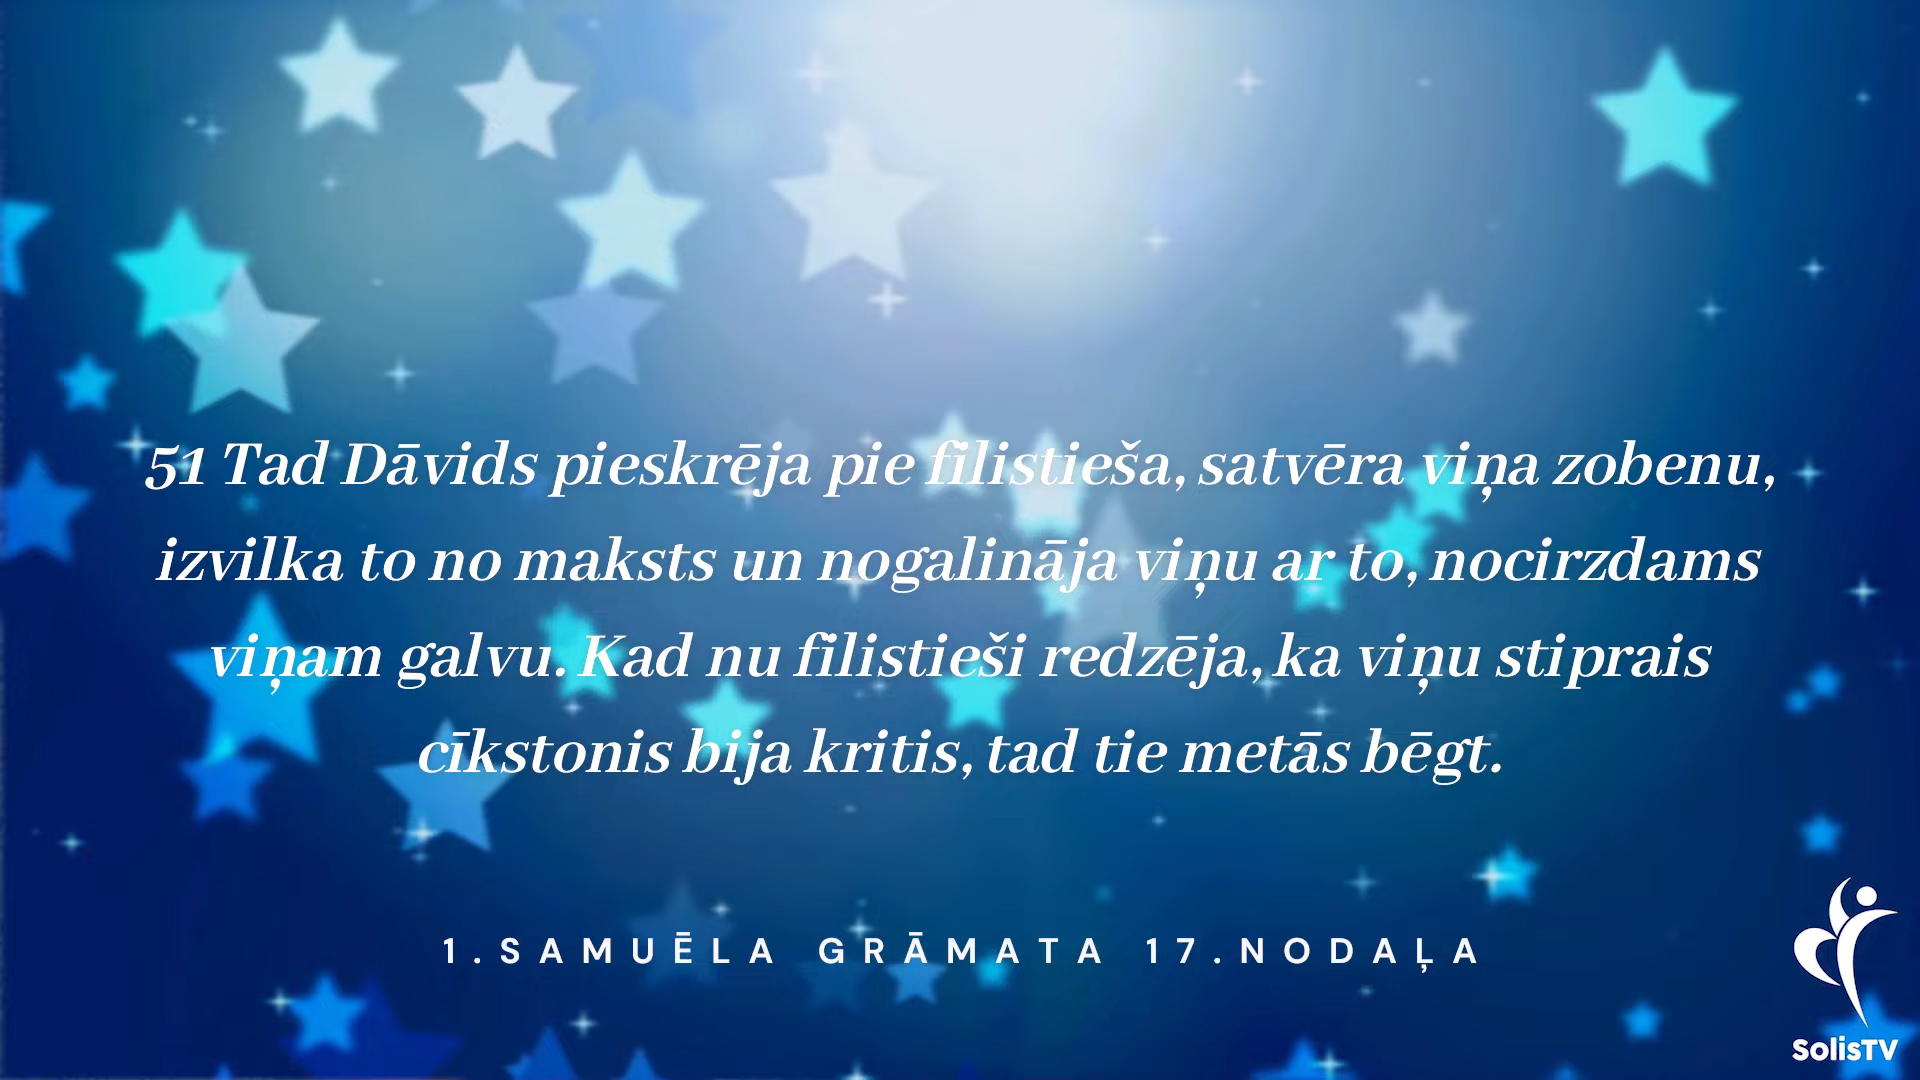 51 Tad Dāvids pieskrēja pie filistieša, satvēra viņa zobenu,
izvilka to no maksts un nogalināja viņu ar to, nocirzdams
viņam galvu. Kad nu filistieši redzēja, ka viņu stiprais
cīkstonis bija kritis, tad tie metās bēgt.
1.SAMUĒLA GRĀMATA 17.NODAĻA
SolisTV